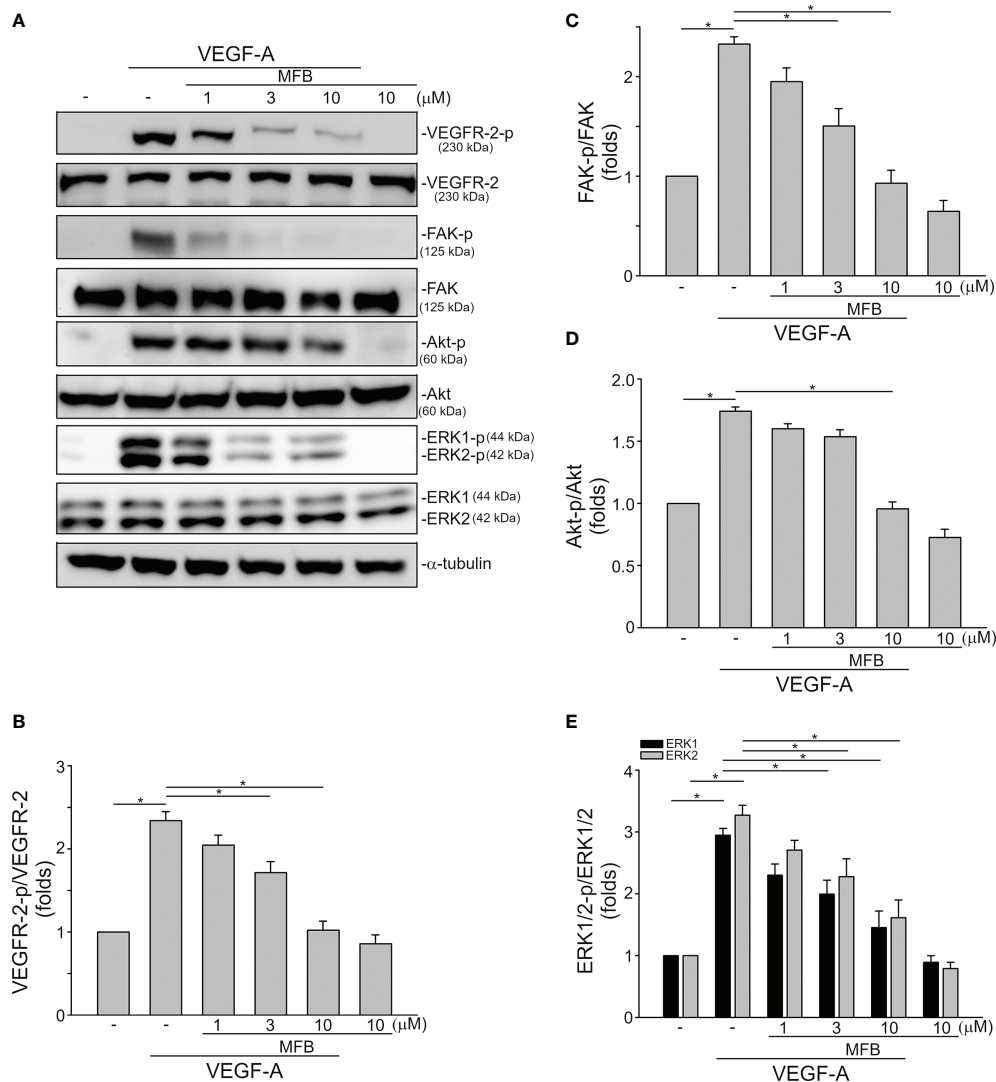 A
VEGF-A
MFB
- - 1 3 10 10 (μM)
-VEGFR-2-p
(230 kDa)
-VEGFR-2
(230 kDa)
-FAK-p
(125 kDa)
-FAK
(125 kDa)
-Akt-p
(60 kDa)
-Akt
(60 kDa)
-ERK1-p (44 kDa)
-ERK2-p (42 kDa)
-ERK1 (44 kDa)
-ERK2 (42 kDa)
-α-tubulin
B
VEGFR-2-p/VEGFR-2
(folds)
3
2
1
0
* * *
- - 1 3 10 10 (μM)
MFB
VEGF-A
C
FAK-p/FAK
(folds)
2
1
0
* * *
- - 1 3 10 10 (μM)
MFB
VEGF-A
D
Akt-p/Akt
(folds)
2.0
1.5
1.0
0.5
0
* *
- - 1 3 10 10 (μM)
MFB
VEGF-A
E
ERK1
ERK2
ERK1/2-p/ERK1/2
(folds)
4
3
2
1
0
* * * * * *
- - 1 3 10 10 (μM)
MFB
VEGF-A